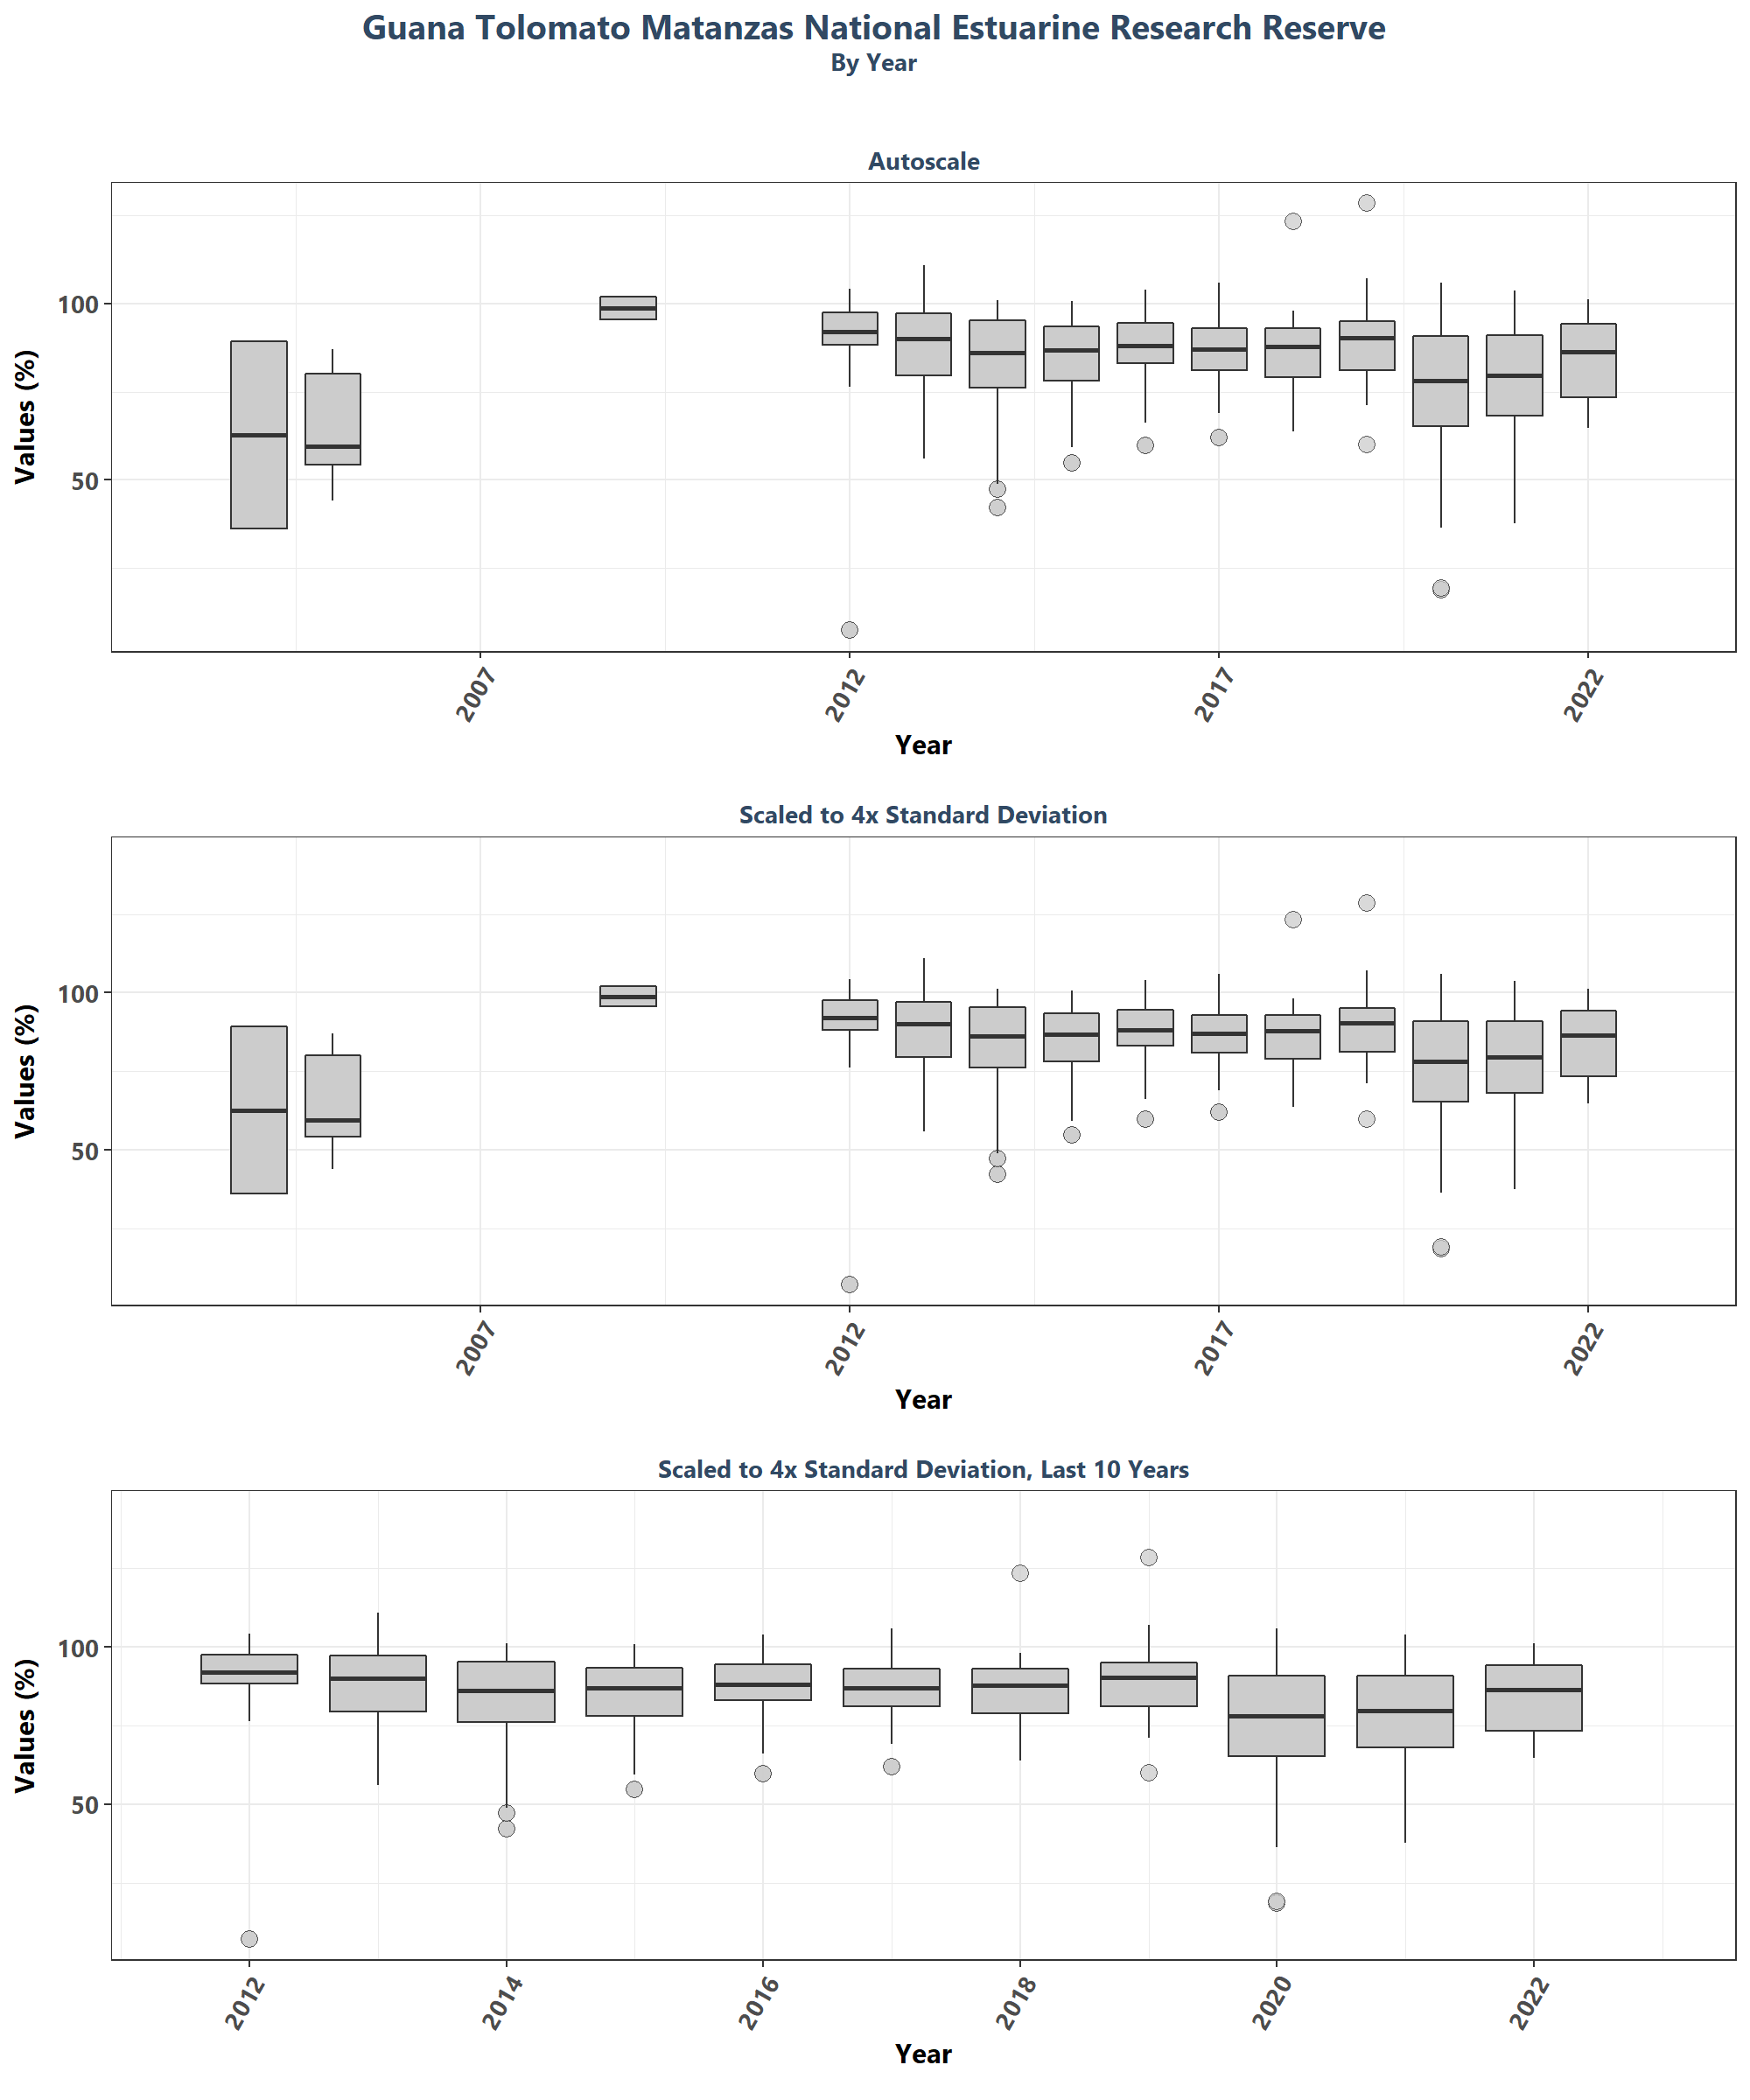 Guana Tolomato Matanzas National Estuarine Research Reserve
By Year
Autoscale
Values (%)
100
50
2007
2012
2017
2022
Year
Scaled to 4x Standard Deviation
Values (%)
100
50
2007
2012
2017
2022
Year
Scaled to 4x Standard Deviation, Last 10 Years
Values (%)
100
50
2012
2014
2016
2018
2020
2022
Year